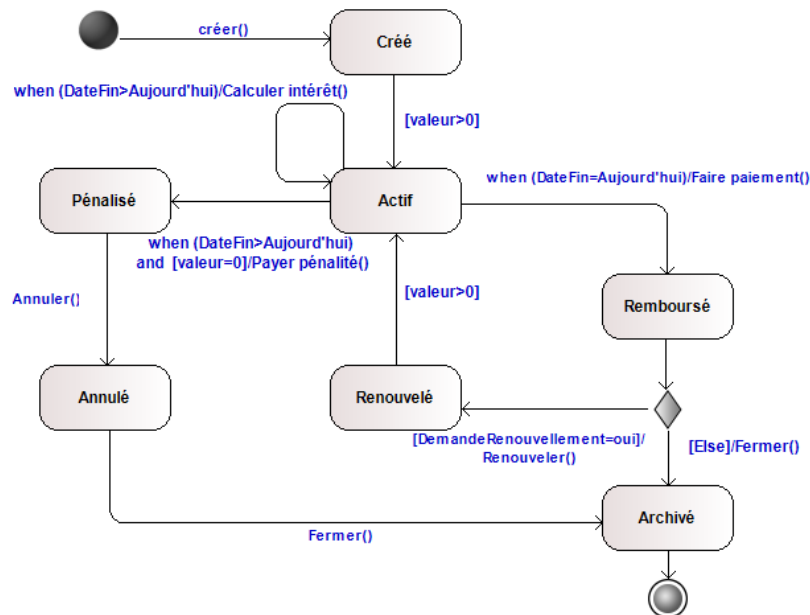 créer()
Créé
when (DateFin>Aujourd'hui)/Calculer intérêt()
[valeur>0]
Pénalisé
Actif
when (DateFin=Aujourd'hui)/Faire paiement()
when (DateFin>Aujourd'hui)
and [valeur=0]/Payer pénalité()
Annuler()
[valeur>0]
Remboursé
Annulé
Renouvelé
[DemandeRenouvellement=oui]/
Renouveler()
[Else]/Fermer()
Archivé
Fermer()